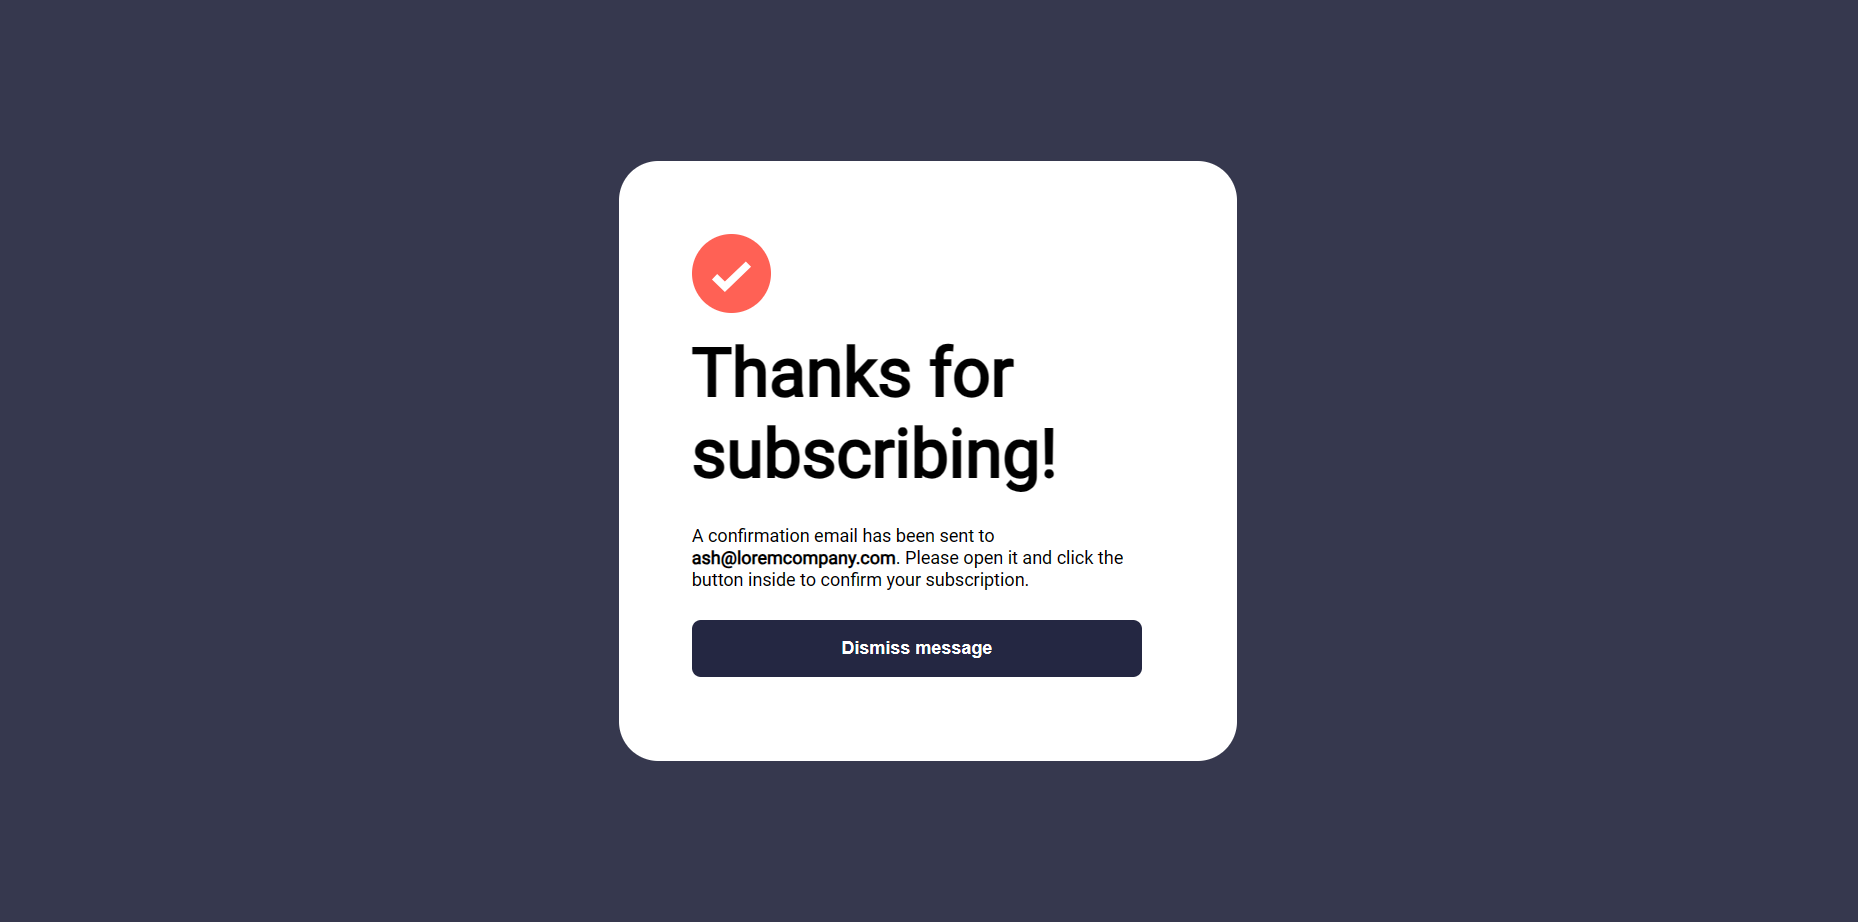 Thanks for
subscribing!
A confirmation email has been sent to
ash@loremcompany.com. Please open it and click the
button inside to confirm your subscription.
Dismiss message